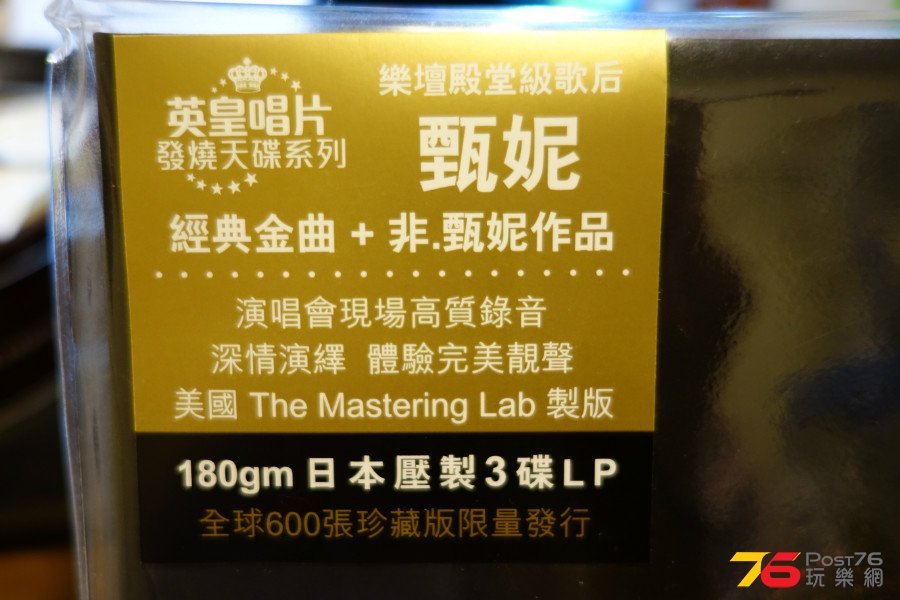 英皇唱片
發燒天碟系列
樂壇殿堂級歌后
甄妮
經典金曲 + 非.甄妮作品
演唱會現場高質錄音
深情演繹 體驗完美靚聲
美國 The Mastering Lab 製版
180gm 日本壓製3碟LP
全球600張珍藏版限量發行
76 Post76
玩樂網